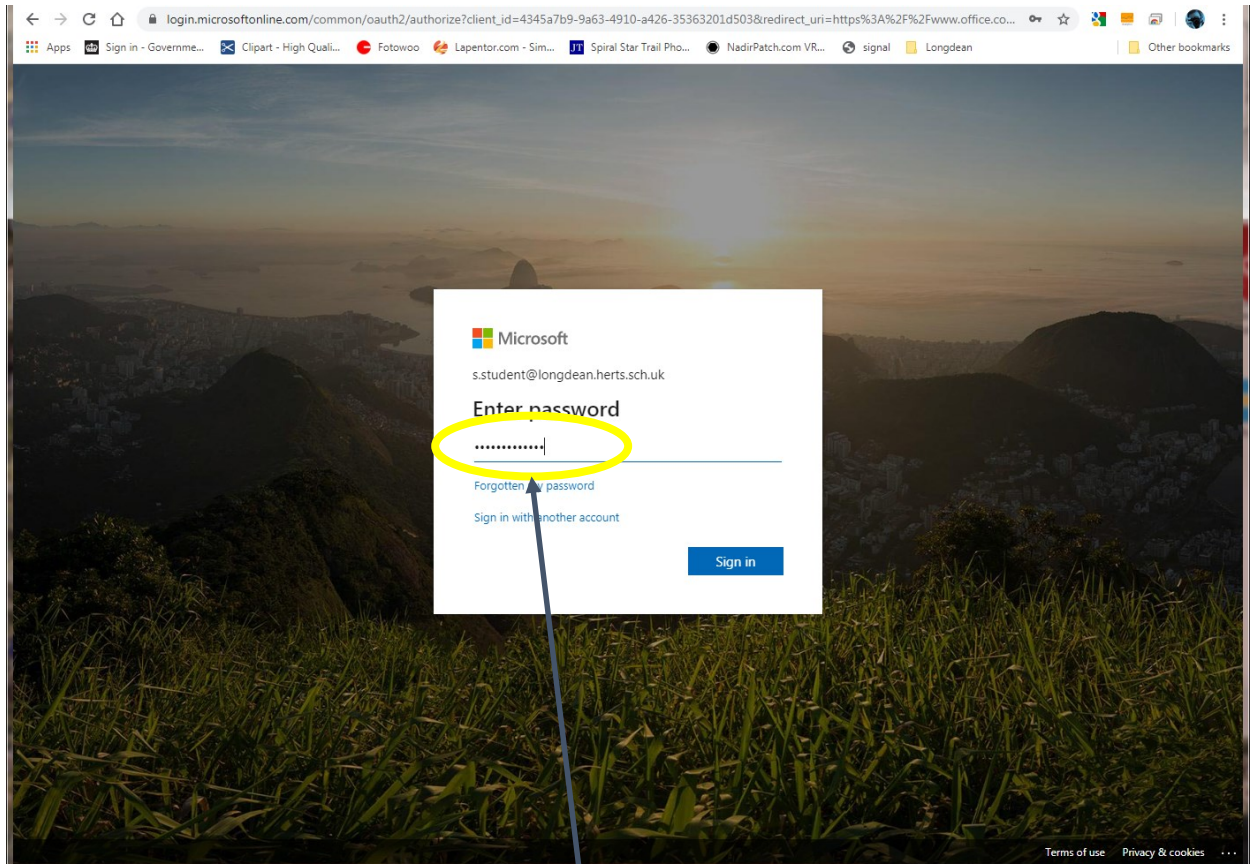 login.microsoftonline.com/common/oauth2/authorize?client_id=4345a7b9-9a63-4910-a426-35363201d503&redirect_uri=https%3A%2F%2Fwww.office.co...
Apps Sign in - Governme... Clipart - High Quali... Fotowoo Lapentor.com - Sim... JT Spiral Star Trail Pho... NadirPatch.com VR... signal Longdean Other bookmarks
Microsoft
s.student@longdean.herts.sch.uk
Enter password
•••••••••••••
Forgotten my password
Sign in with another account
Sign in
Terms of use Privacy & cookies ...